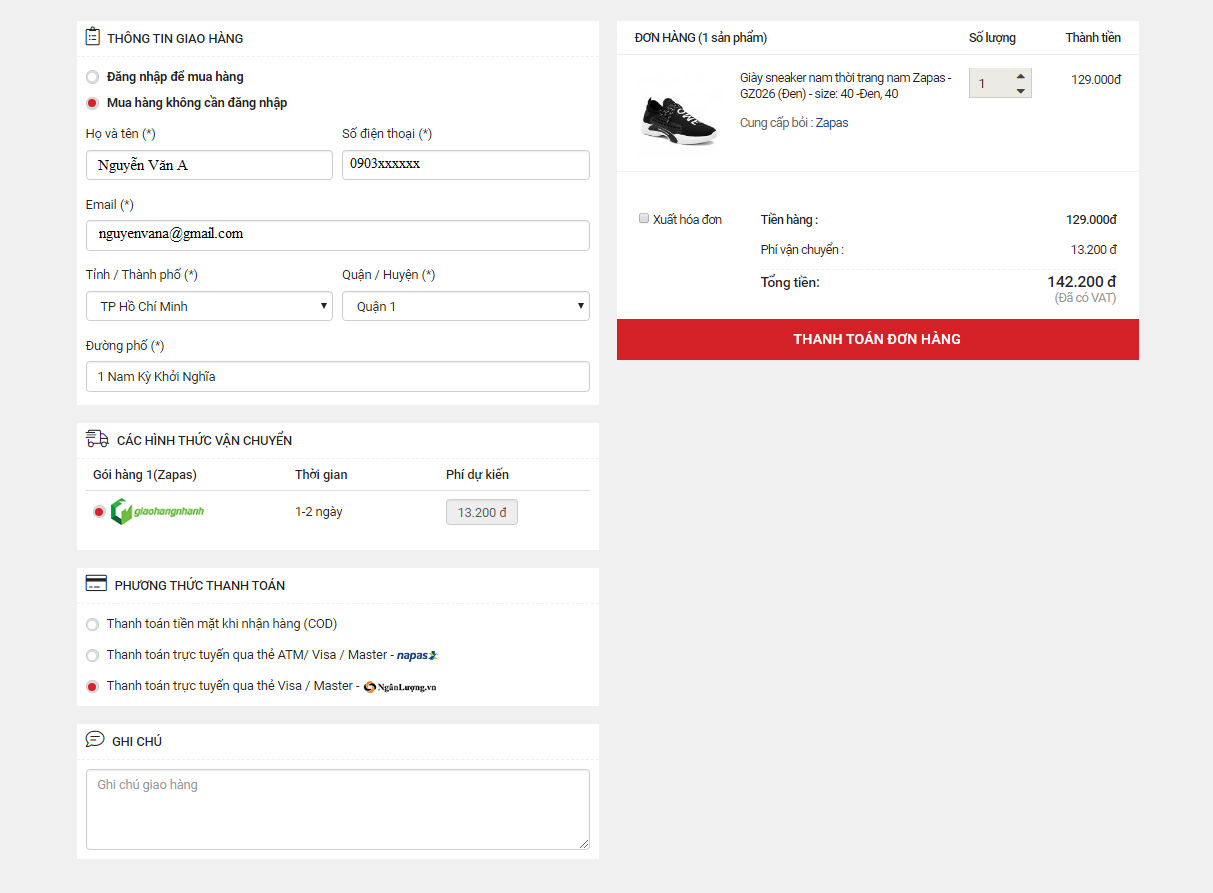 THÔNG TIN GIAO HÀNG
Đăng nhập để mua hàng
Mua hàng không cần đăng nhập
Họ và tên (*)
Số điện thoại (*)
Nguyễn Văn A
0903xxxxxx
Email (*)
nguyenvana@gmail.com
Tỉnh / Thành phố (*)
Quận / Huyện (*)
TP Hồ Chí Minh
Quận 1
Đường phố (*)
1 Nam Kỳ Khởi Nghĩa
CÁC HÌNH THỨC VẬN CHUYỂN
Gói hàng 1(Zapas) Thời gian Phí dự kiến
giaohangnhanh 1-2 ngày 13.200 đ
PHƯƠNG THỨC THANH TOÁN
Thanh toán tiền mặt khi nhận hàng (COD)
Thanh toán trực tuyến qua thẻ ATM/ Visa / Master - napas
Thanh toán trực tuyến qua thẻ Visa / Master - NgânLượng.vn
GHI CHÚ
Ghi chú giao hàng
ĐƠN HÀNG (1 sản phẩm) Số lượng Thành tiền
Giày sneaker nam thời trang nam Zapas -
GZ026 (Đen) - size: 40 -Đen, 40
1
129.000đ
Cung cấp bởi : Zapas
Xuất hóa đơn
Tiền hàng : 129.000đ
Phí vận chuyển : 13.200 đ
Tổng tiền: 142.200 đ
(Đã có VAT)
THANH TOÁN ĐƠN HÀNG